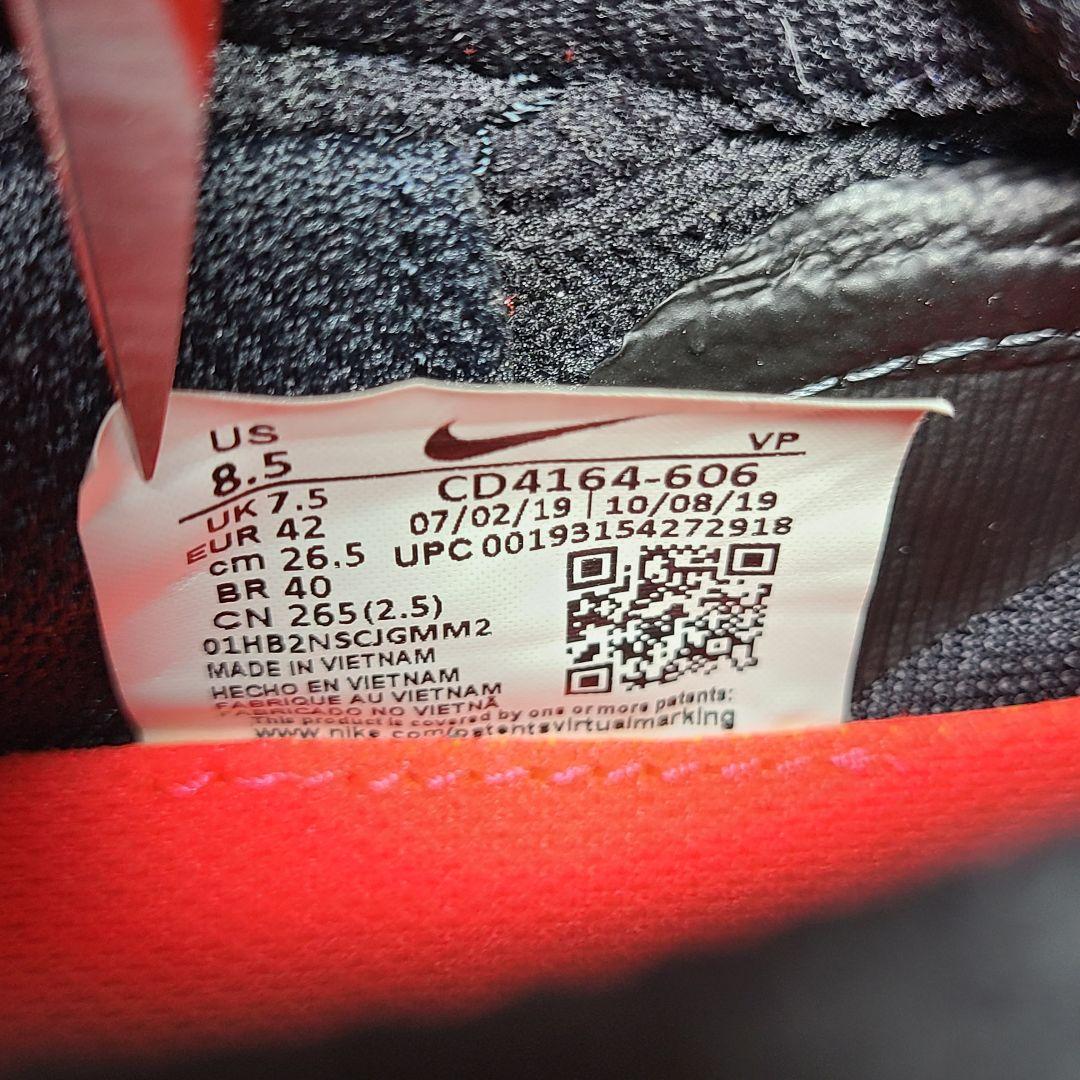 US
8.5
UK 7.5
EUR 42
cm 26.5
BR 40
CN 265(2.5)
01HB2NSCJGMM2
MADE IN VIETNAM
HECHO EN VIETNAM
FABRIQUE AU VIETNAM
FABRICADO NO VIETNÃ
VP
CD4164-606
07/02/19 | 10/08/19
UPC 00193154272918
This product is covered by one or more patents:
www.nike.com/patentsvirtualmarking